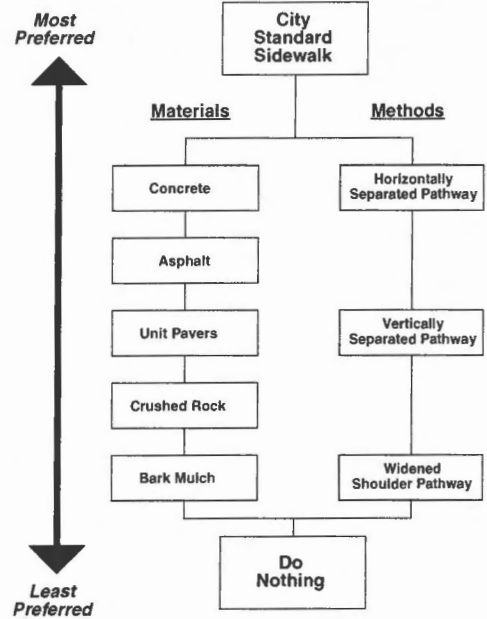 Most
Preferred
City
Standard
Sidewalk
Materials
Methods
Concrete
Horizontally
Separated Pathway
Asphalt
Unit Pavers
Vertically
Separated Pathway
Crushed Rock
Bark Mulch
Widened
Shoulder Pathway
Do
Nothing
Least
Preferred